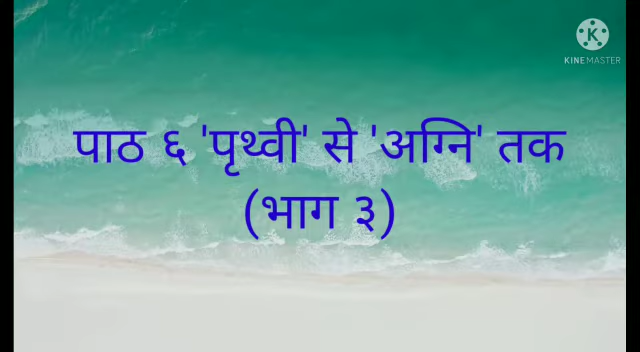 K
KINEMASTER
पाठ ६ 'पृथ्वी' से 'अग्नि' तक
(भाग ३)